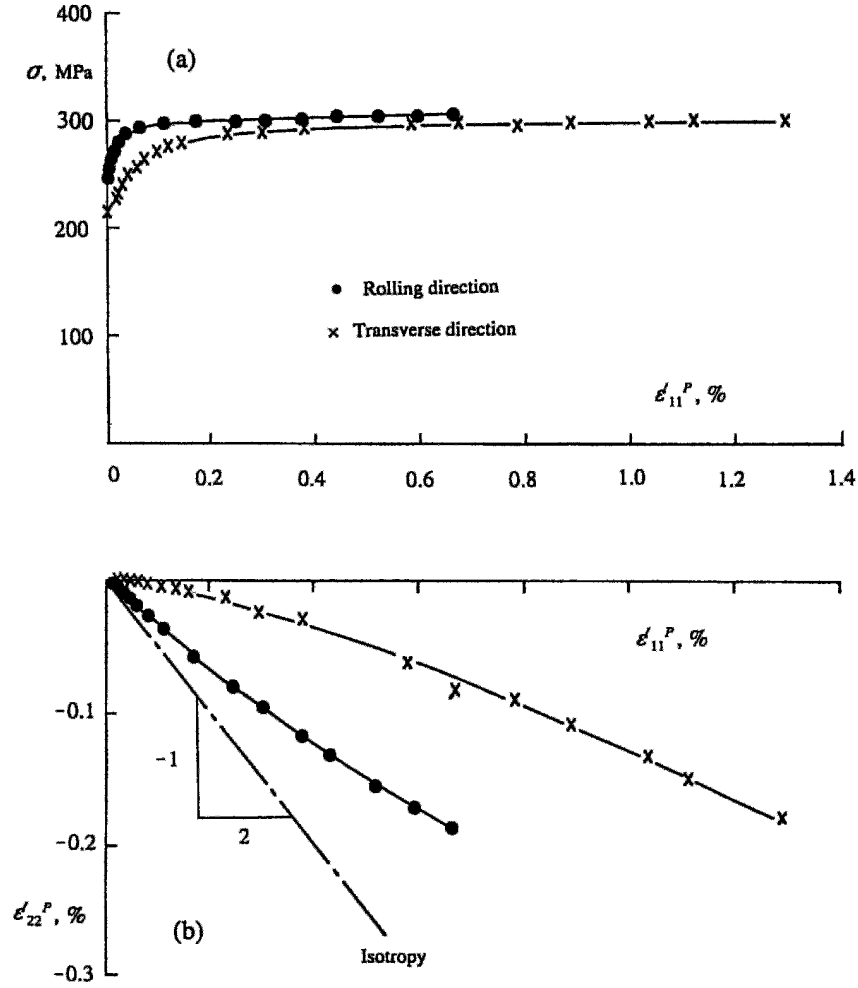 400
(a)
σ, MPa
300
200
● Rolling direction
100
× Transverse direction
ε′₁₁ᴾ, %
0 0.2 0.4 0.6 0.8 1.0 1.2 1.4
ε′₁₁ᴾ, %
-0.1
-1
2
-0.2
ε′₂₂ᴾ, %
(b)
Isotropy
-0.3